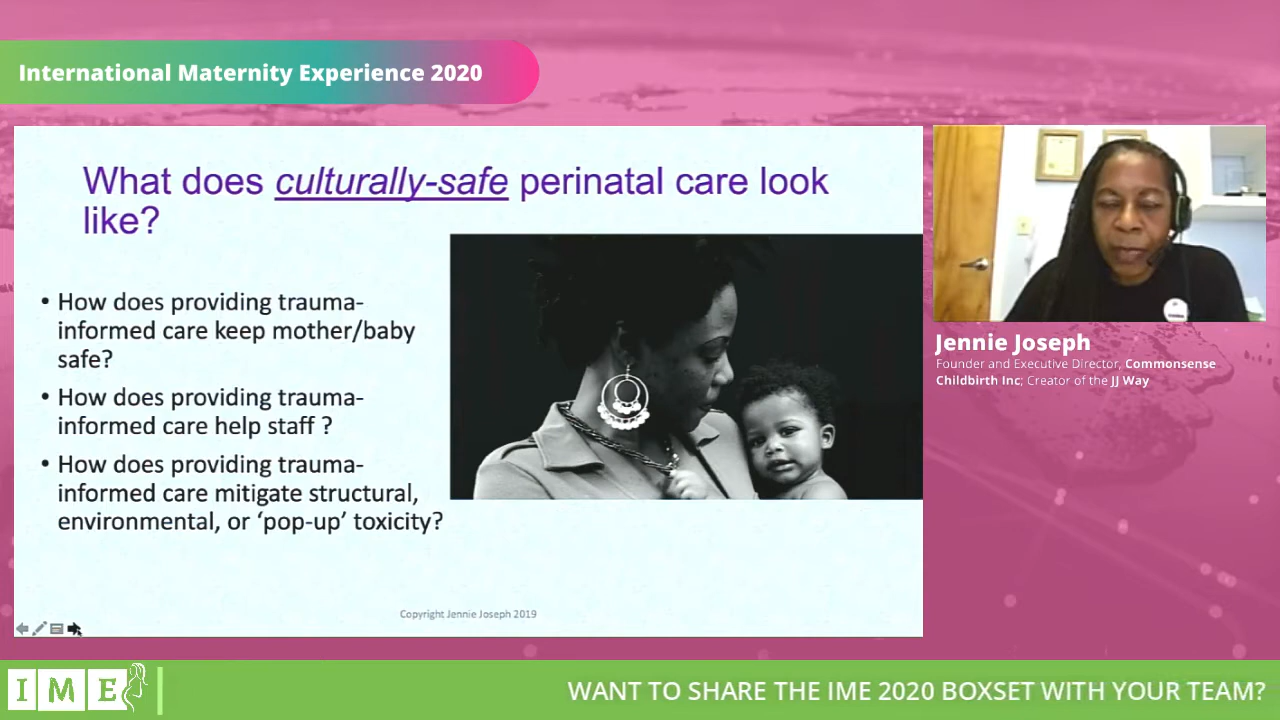 International Maternity Experience 2020
What does culturally-safe perinatal care look
like?
• How does providing trauma-
informed care keep mother/baby
safe?
• How does providing trauma-
informed care help staff ?
• How does providing trauma-
informed care mitigate structural,
environmental, or ‘pop-up’ toxicity?
Copyright Jennie Joseph 2019
Jennie Joseph
Founder and Executive Director, Commonsense
Childbirth Inc; Creator of the JJ Way
IME
WANT TO SHARE THE IME 2020 BOXSET WITH YOUR TEAM?